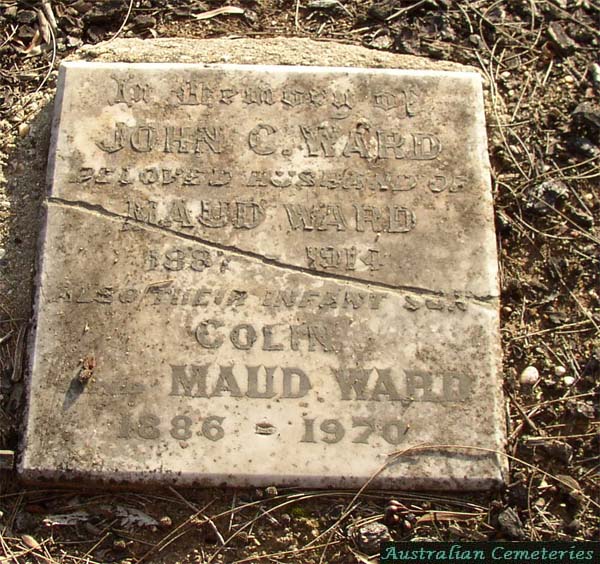 In Memory of
JOHN C. WARD
BELOVED HUSBAND OF
MAUD WARD
1887 1914
ALSO THEIR INFANT SON
COLIN
MAUD WARD
1886 = 1970
Australian Cemeteries